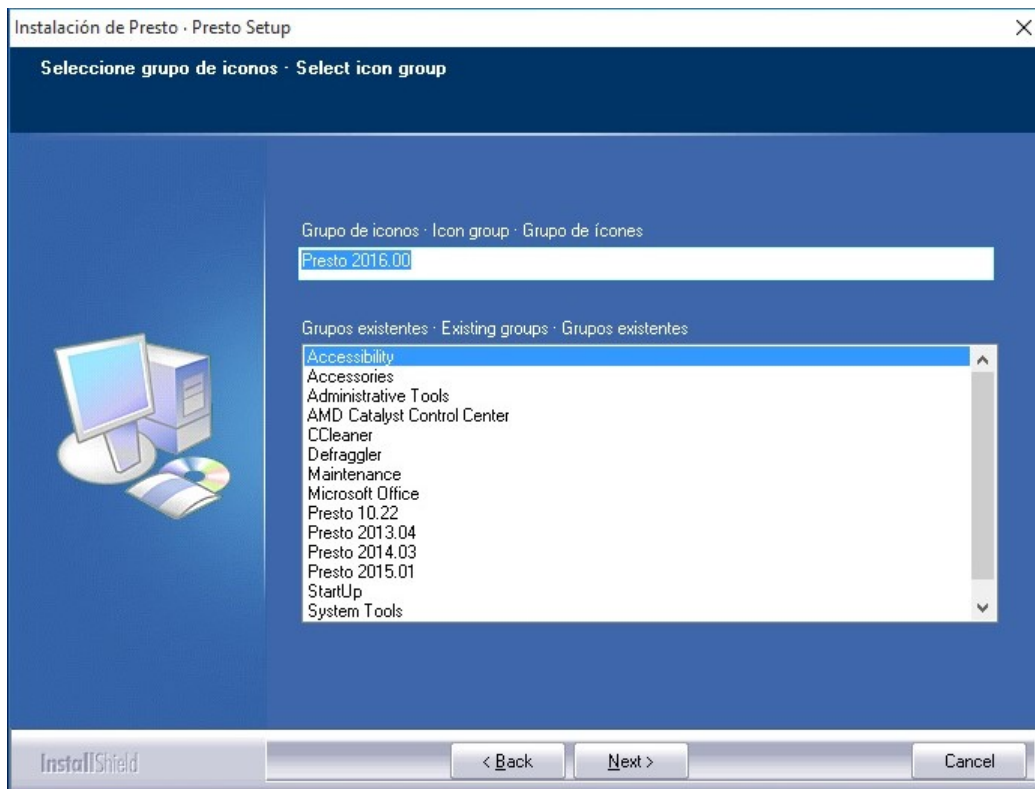 Instalación de Presto · Presto Setup
Seleccione grupo de iconos · Select icon group
Grupo de iconos · Icon group · Grupo de ícones
Presto 2016.00
Grupos existentes · Existing groups · Grupos existentes
Accessibility
Accessories
Administrative Tools
AMD Catalyst Control Center
CCleaner
Defraggler
Maintenance
Microsoft Office
Presto 10.22
Presto 2013.04
Presto 2014.03
Presto 2015.01
StartUp
System Tools
InstallShield
< Back
Next >
Cancel